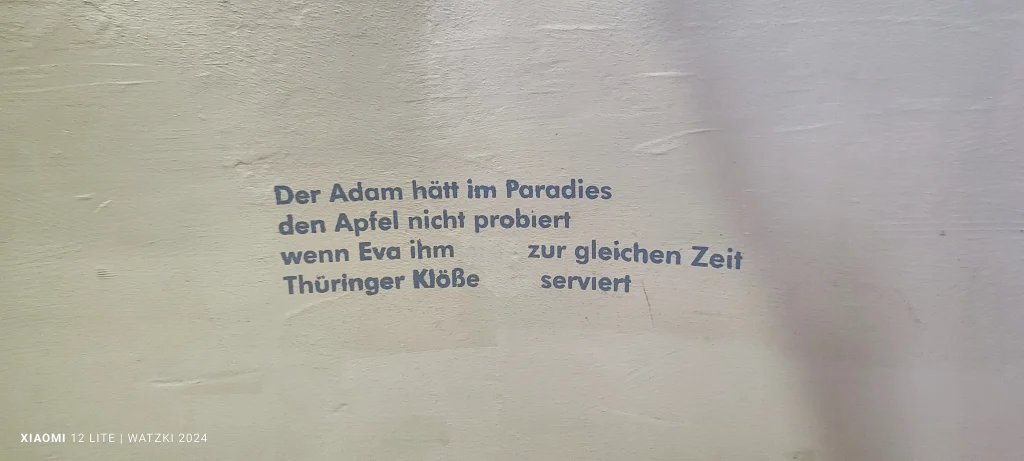 Der Adam hätt im Paradies
den Apfel nicht probiert
wenn Eva ihm zur gleichen Zeit
Thüringer Klöße serviert
XIAOMI 12 LITE | WATZKI 2024